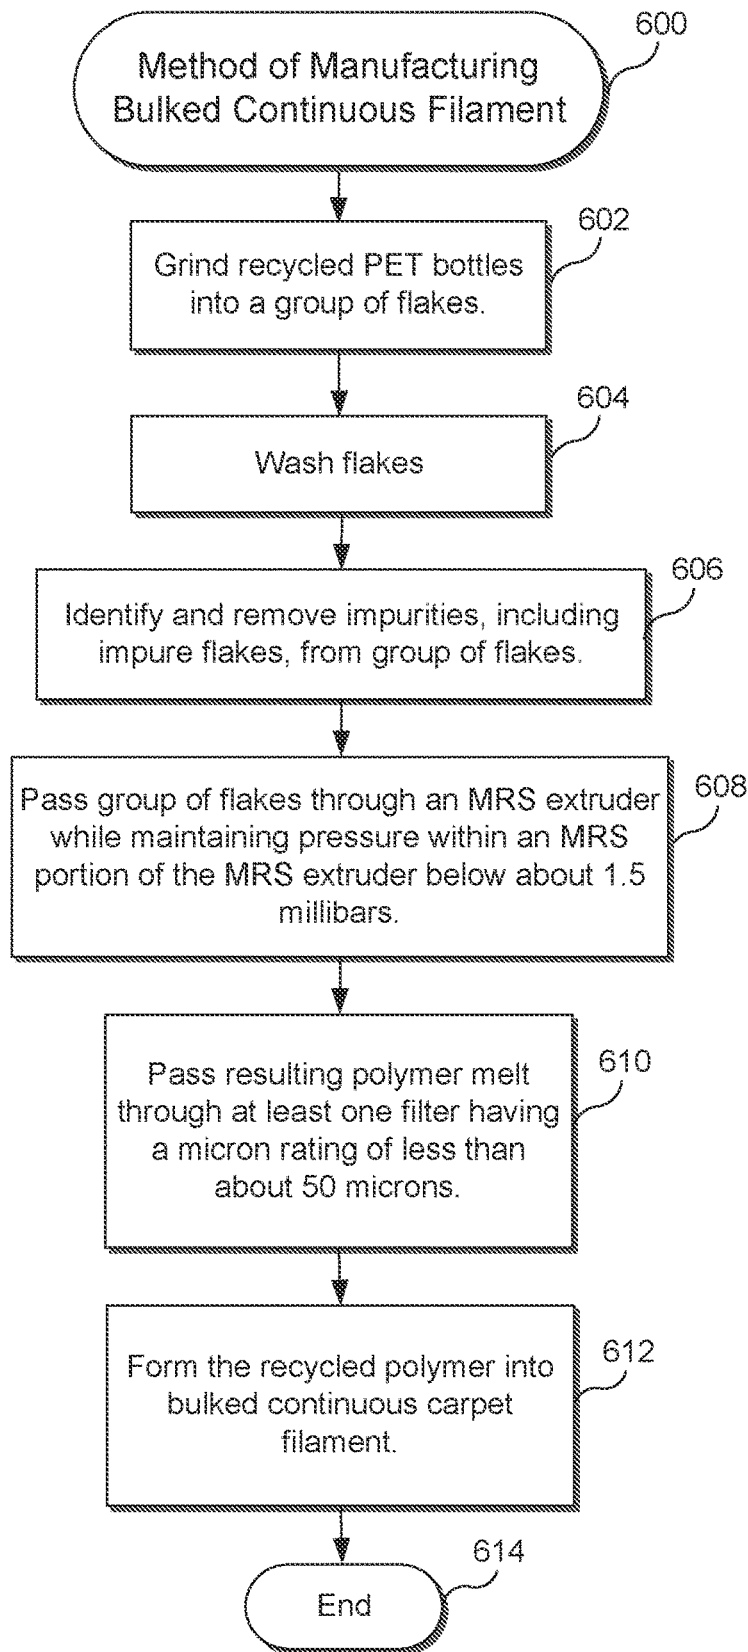 600
Method of Manufacturing
Bulked Continuous Filament
602
Grind recycled PET bottles
into a group of flakes.
604
Wash flakes
606
Identify and remove impurities, including
impure flakes, from group of flakes.
608
Pass group of flakes through an MRS extruder
while maintaining pressure within an MRS
portion of the MRS extruder below about 1.5
millibars.
610
Pass resulting polymer melt
through at least one filter having
a micron rating of less than
about 50 microns.
612
Form the recycled polymer into
bulked continuous carpet
filament.
614
End